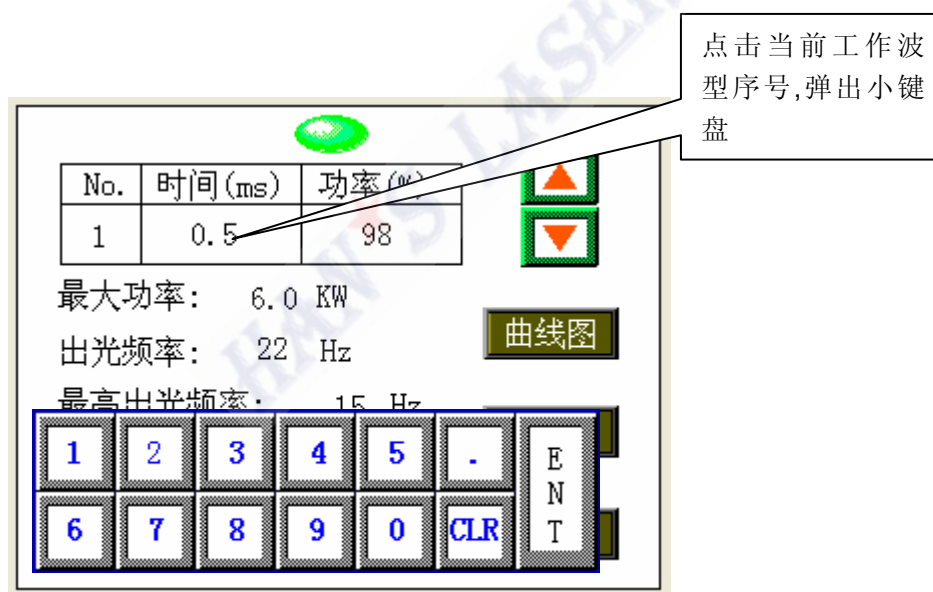 点击当前工作波
型序号,弹出小键
盘
No. 时间(ms) 功率(%)
1 0.5 98
最大功率: 6.0 KW
出光频率: 22 Hz
曲线图
最高出光频率: 15 Hz
1 2 3 4 5 . ENT
6 7 8 9 0 CLR
HAN'S LASER